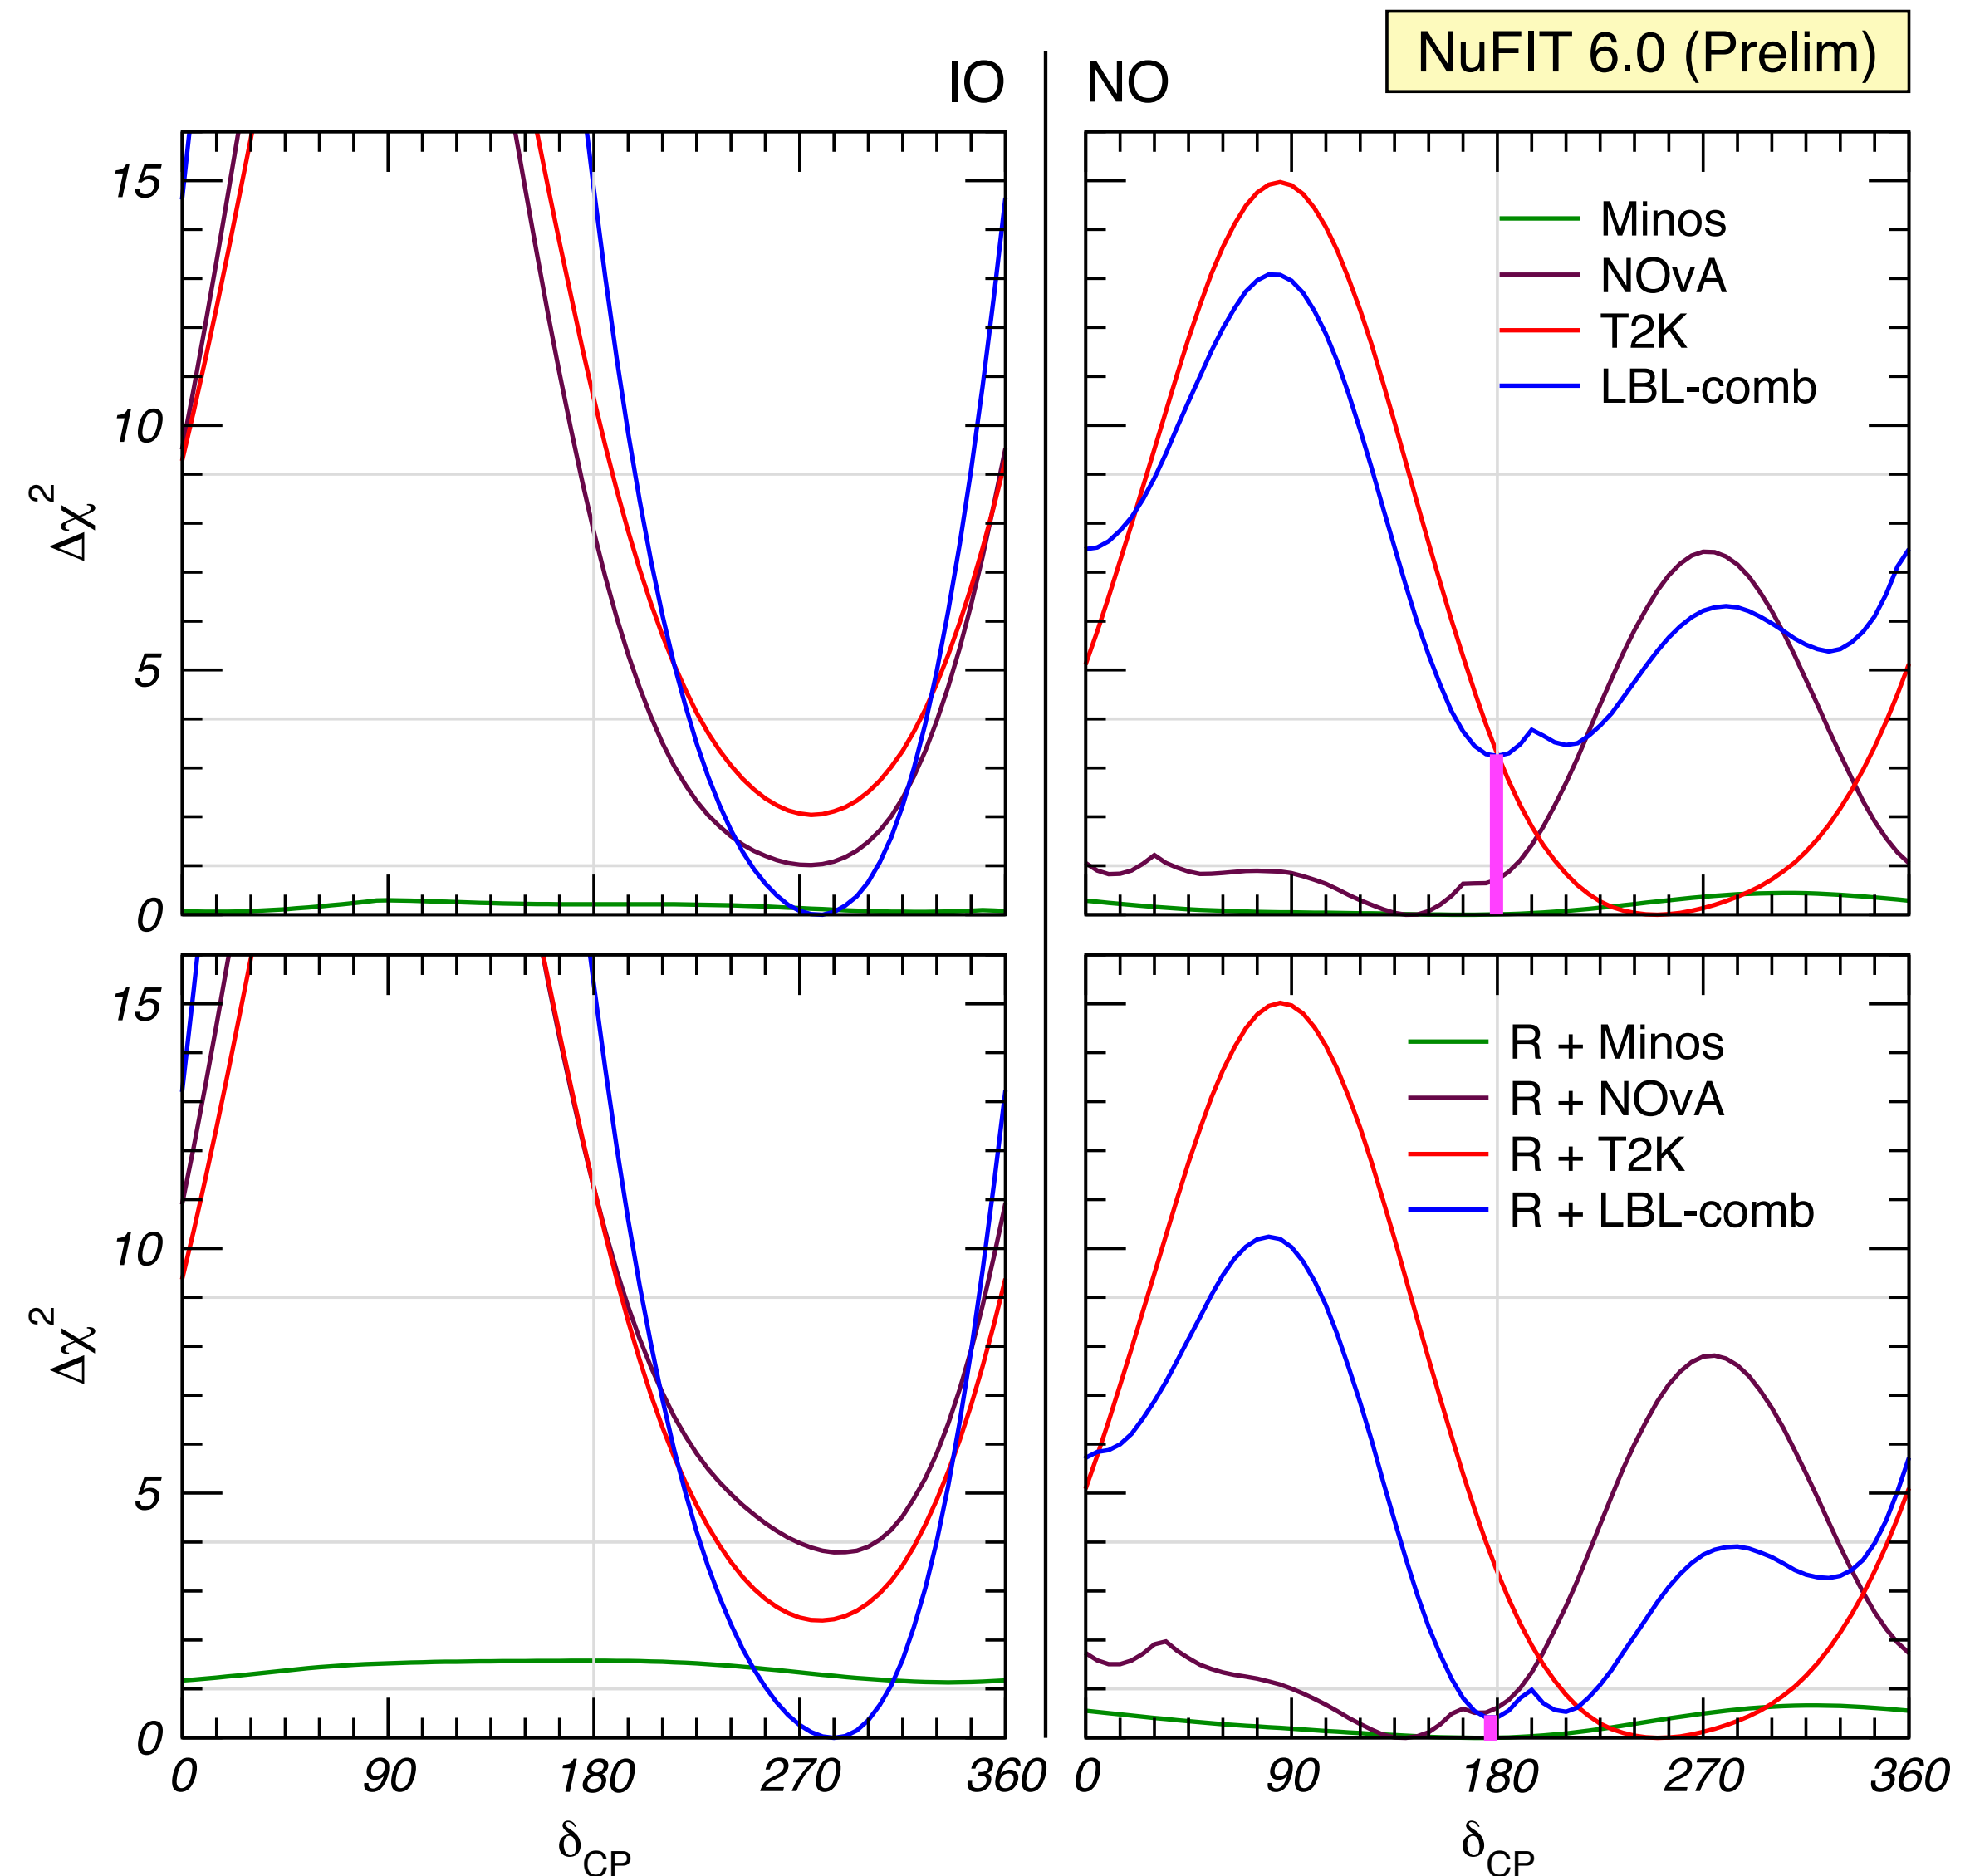 NuFIT 6.0 (Prelim)
IO
NO
15
10
5
0
Δχ²
Minos
NOvA
T2K
LBL-comb
15
10
5
0
Δχ²
R + Minos
R + NOvA
R + T2K
R + LBL-comb
0 90 180 270 360
0 90 180 270 360
δCP
δCP